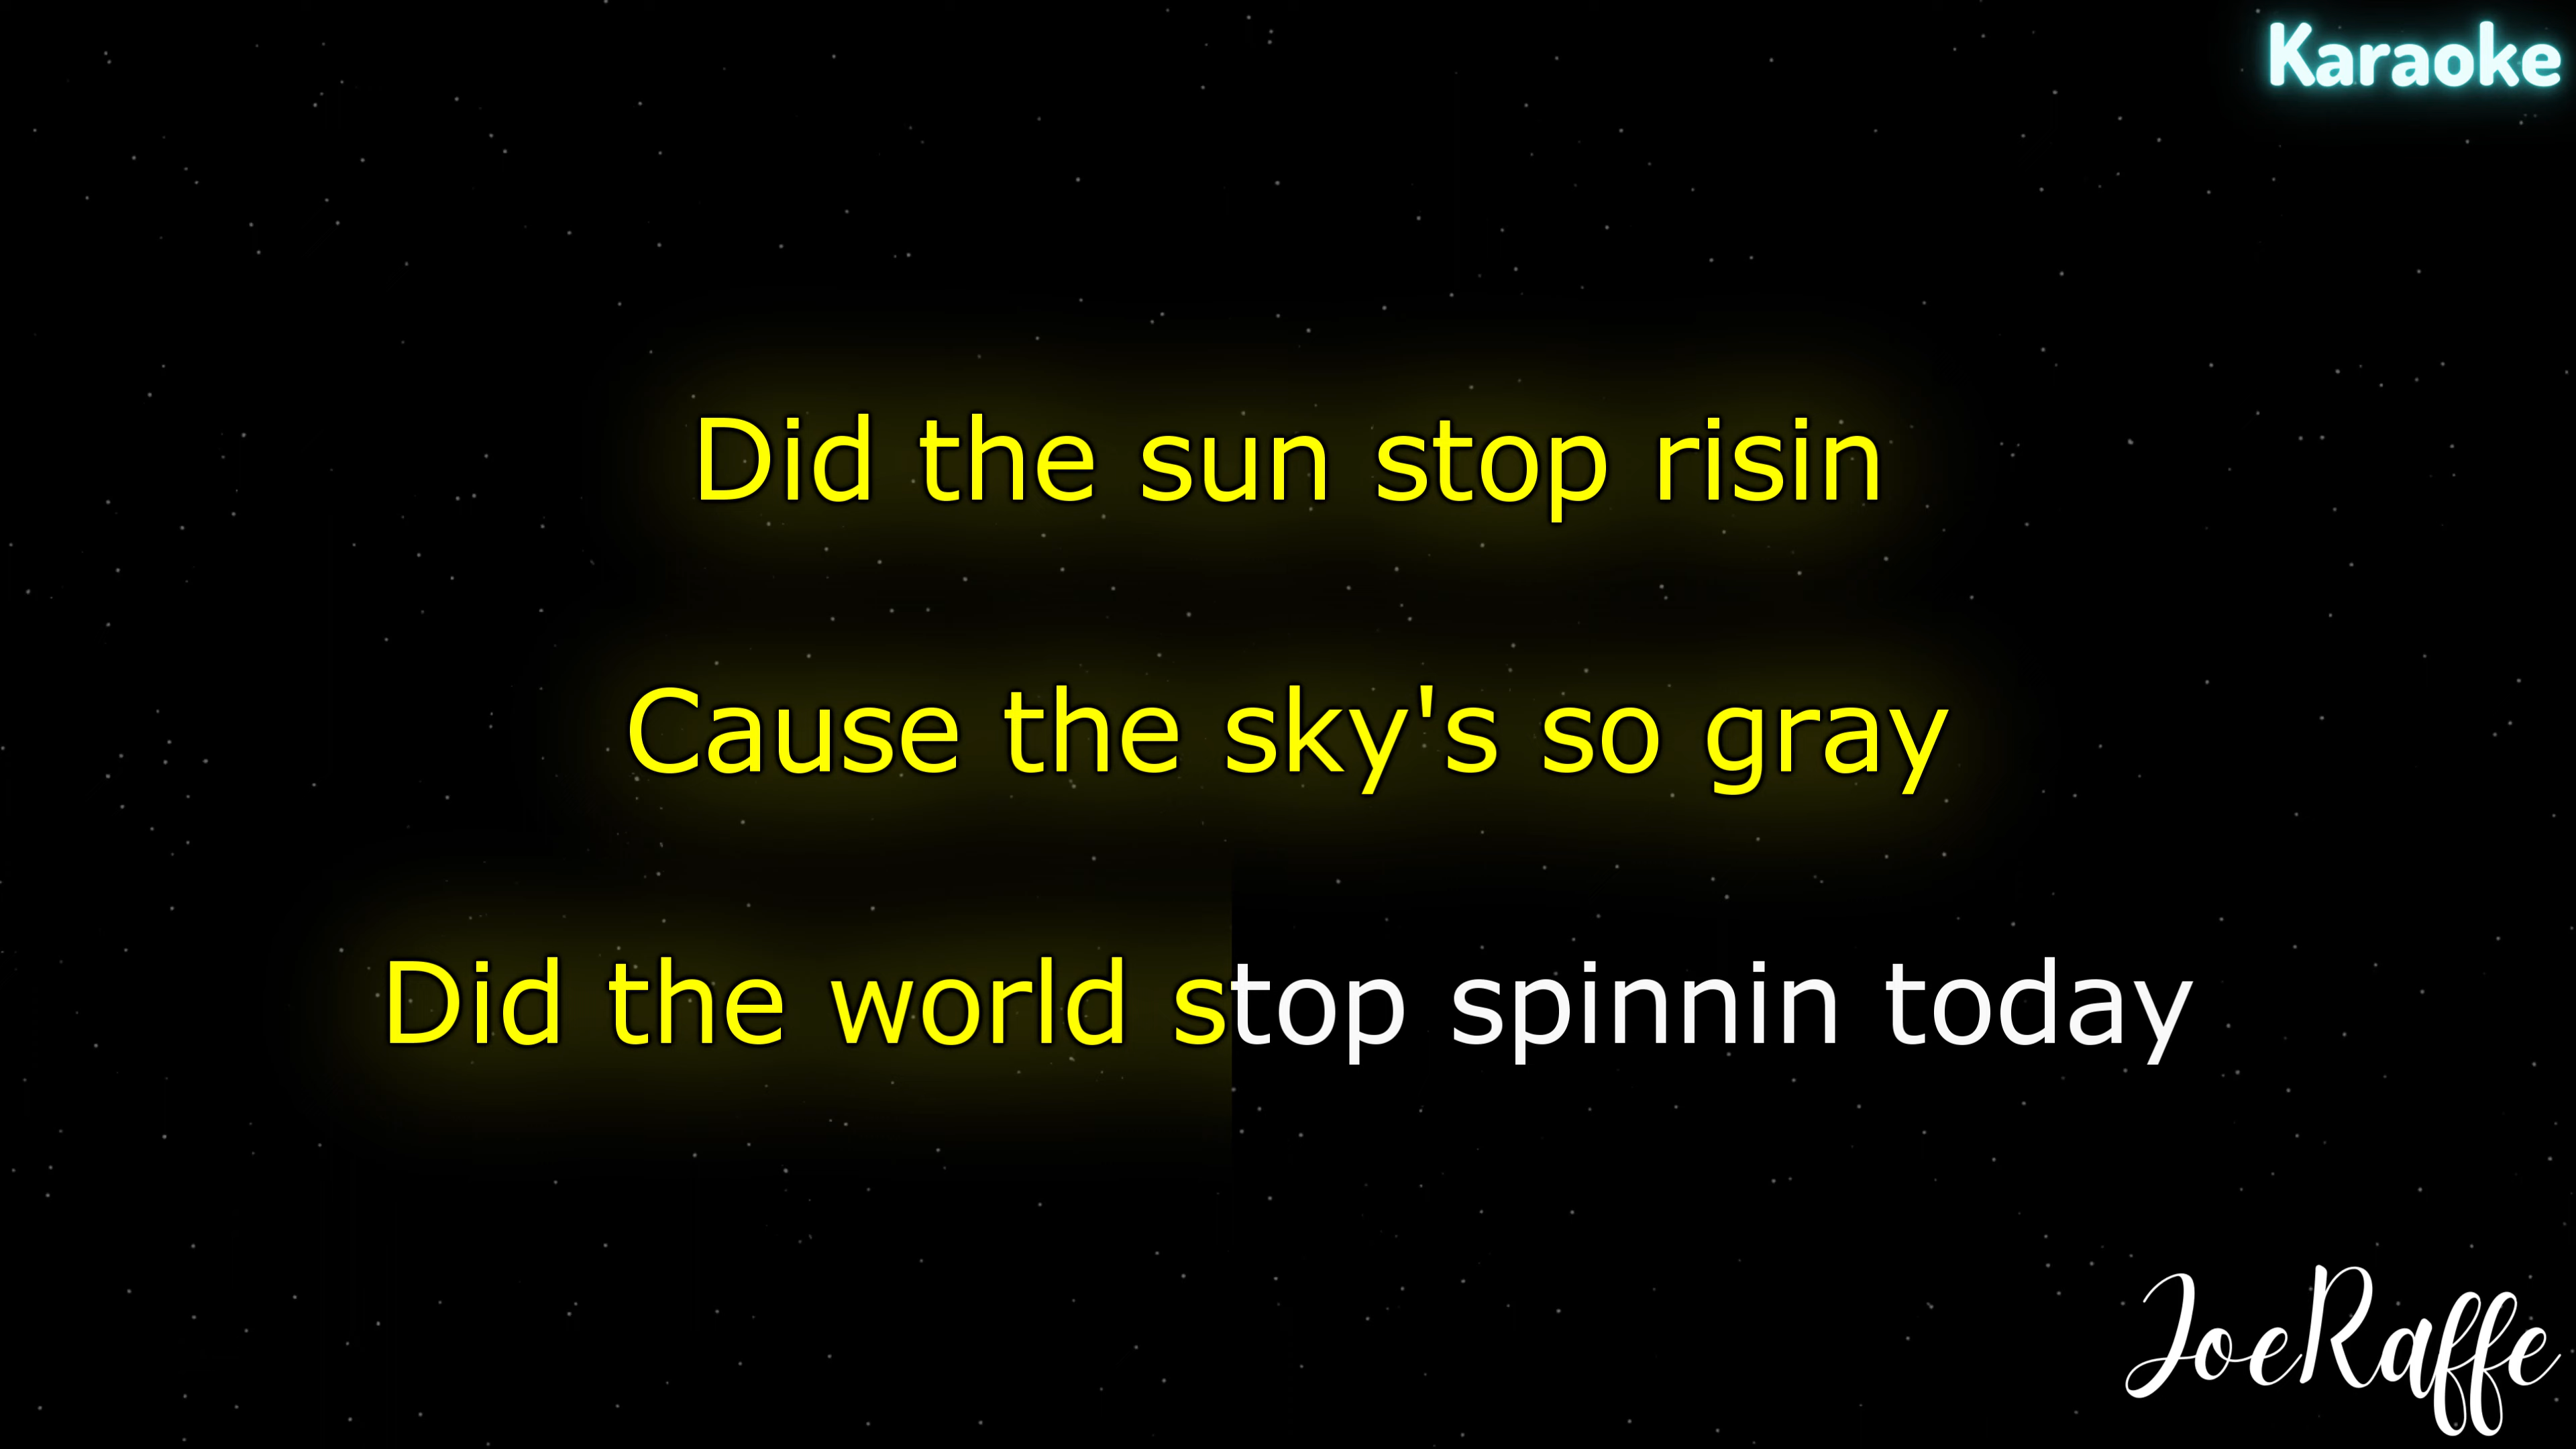 Karaoke
Did the sun stop risin
Cause the sky's so gray
Did the world stop spinnin today
JoeRaffe